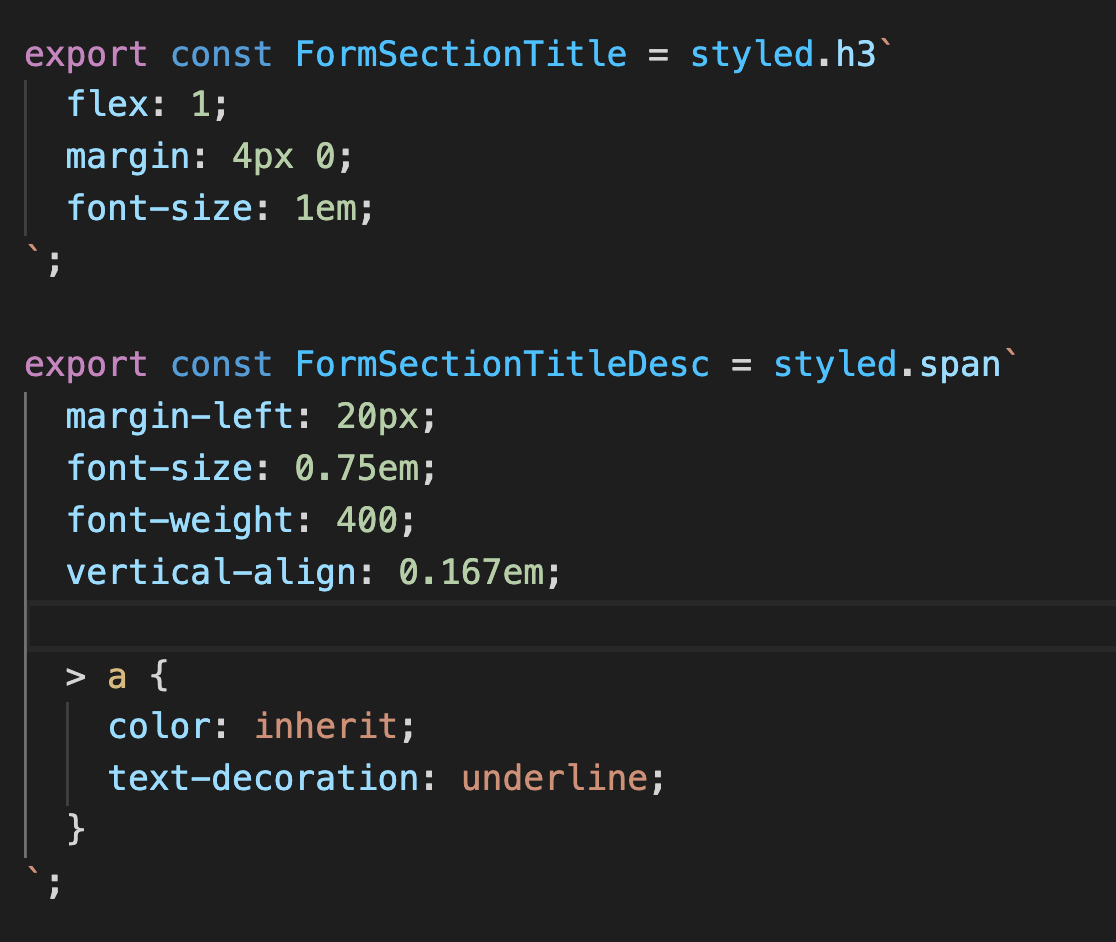 export const FormSectionTitle = styled.h3`
  flex: 1;
  margin: 4px 0;
  font-size: 1em;
`;

export const FormSectionTitleDesc = styled.span`
  margin-left: 20px;
  font-size: 0.75em;
  font-weight: 400;
  vertical-align: 0.167em;

  > a {
    color: inherit;
    text-decoration: underline;
  }
`;